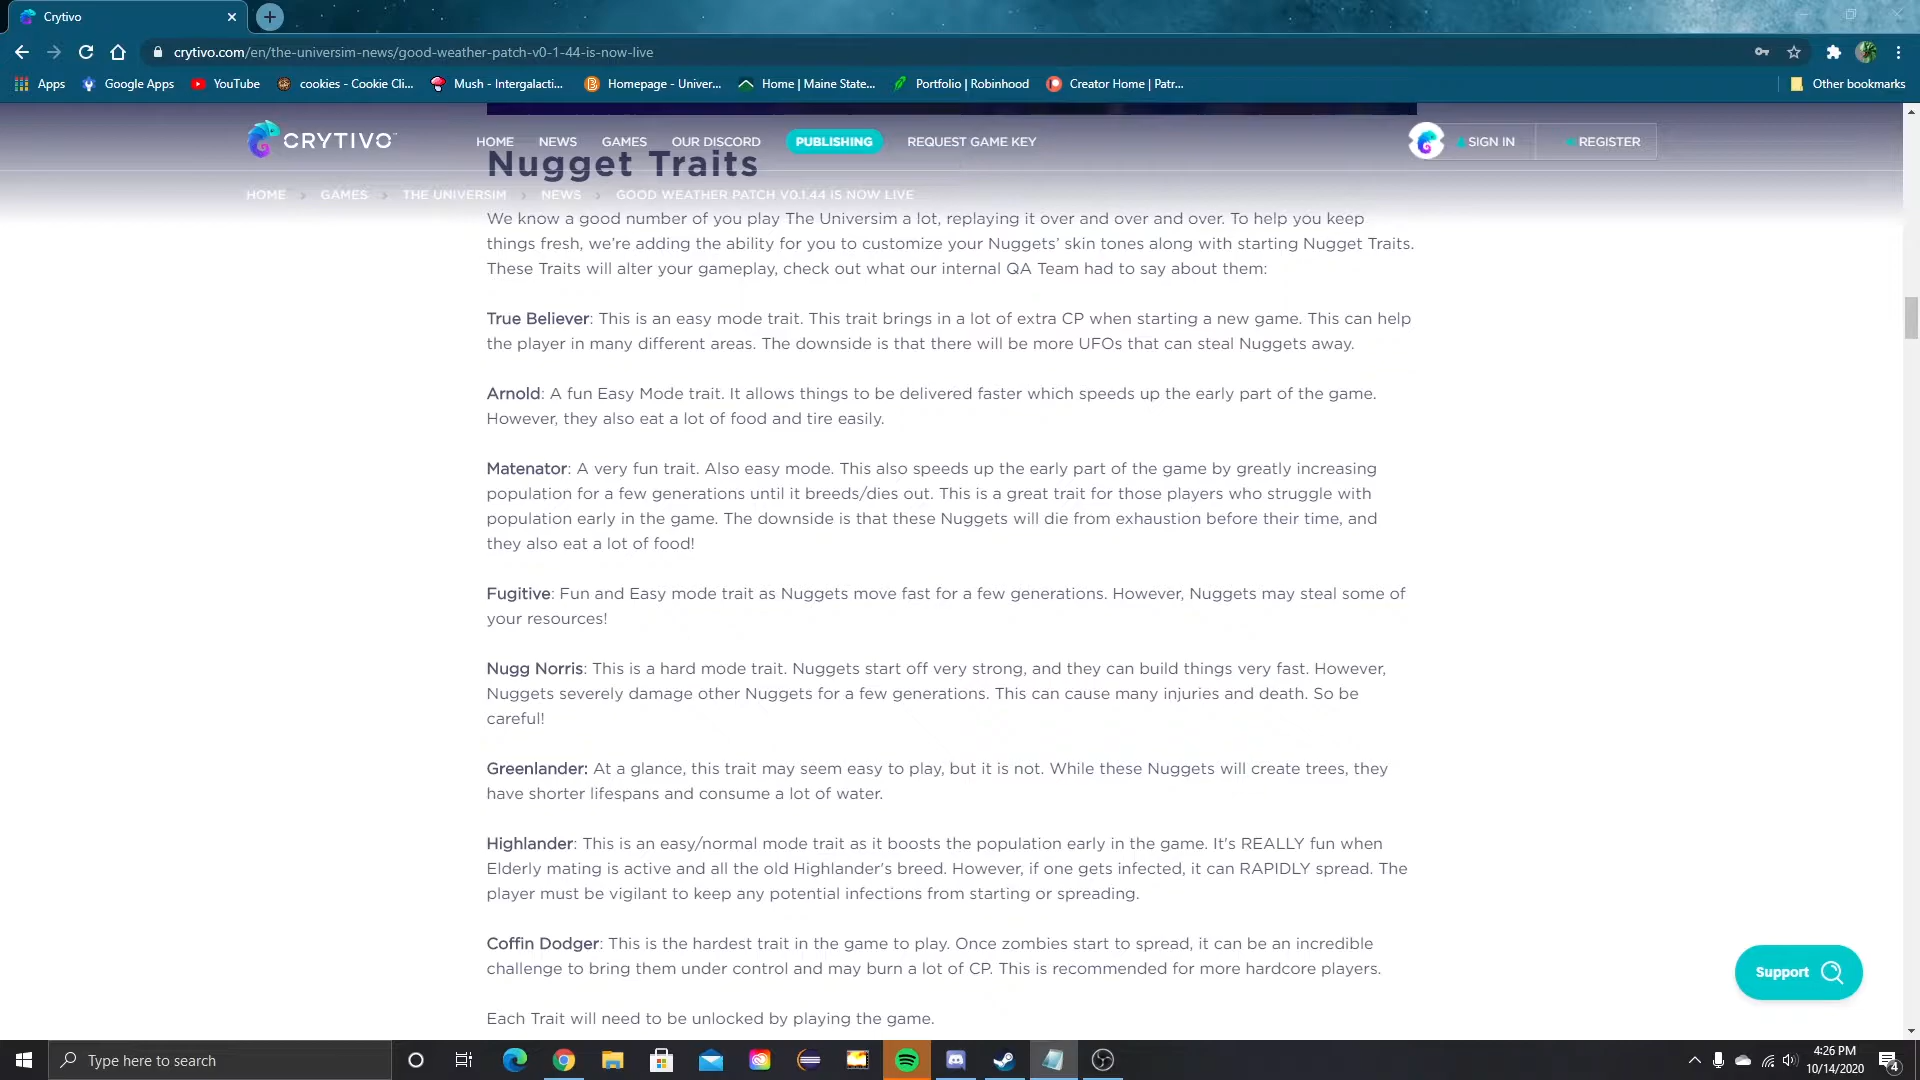 Crytivo
crytivo.com/en/the-universim-news/good-weather-patch-v0-1-44-is-now-live
Apps
Google Apps
YouTube
cookies - Cookie Cli...
Mush - Intergalacti...
Homepage - Univer...
Home | Maine State...
Portfolio | Robinhood
Creator Home | Patr...
Other bookmarks
CRYTIVO
HOME
NEWS
GAMES
OUR DISCORD
PUBLISHING
REQUEST GAME KEY
SIGN IN
REGISTER
Nugget Traits
HOME > GAMES > THE UNIVERSIM > NEWS > GOOD WEATHER PATCH V0.1.44 IS NOW LIVE
We know a good number of you play The Universim a lot, replaying it over and over and over. To help you keep
things fresh, we're adding the ability for you to customize your Nuggets' skin tones along with starting Nugget Traits.
These Traits will alter your gameplay, check out what our internal QA Team had to say about them:
True Believer: This is an easy mode trait. This trait brings in a lot of extra CP when starting a new game. This can help
the player in many different areas. The downside is that there will be more UFOs that can steal Nuggets away.
Arnold: A fun Easy Mode trait. It allows things to be delivered faster which speeds up the early part of the game.
However, they also eat a lot of food and tire easily.
Matenator: A very fun trait. Also easy mode. This also speeds up the early part of the game by greatly increasing
population for a few generations until it breeds/dies out. This is a great trait for those players who struggle with
population early in the game. The downside is that these Nuggets will die from exhaustion before their time, and
they also eat a lot of food!
Fugitive: Fun and Easy mode trait as Nuggets move fast for a few generations. However, Nuggets may steal some of
your resources!
Nugg Norris: This is a hard mode trait. Nuggets start off very strong, and they can build things very fast. However,
Nuggets severely damage other Nuggets for a few generations. This can cause many injuries and death. So be
careful!
Greenlander: At a glance, this trait may seem easy to play, but it is not. While these Nuggets will create trees, they
have shorter lifespans and consume a lot of water.
Highlander: This is an easy/normal mode trait as it boosts the population early in the game. It's REALLY fun when
Elderly mating is active and all the old Highlander's breed. However, if one gets infected, it can RAPIDLY spread. The
player must be vigilant to keep any potential infections from starting or spreading.
Coffin Dodger: This is the hardest trait in the game to play. Once zombies start to spread, it can be an incredible
challenge to bring them under control and may burn a lot of CP. This is recommended for more hardcore players.
Support
Each Trait will need to be unlocked by playing the game.
Type here to search
4:26 PM
10/14/2020
4